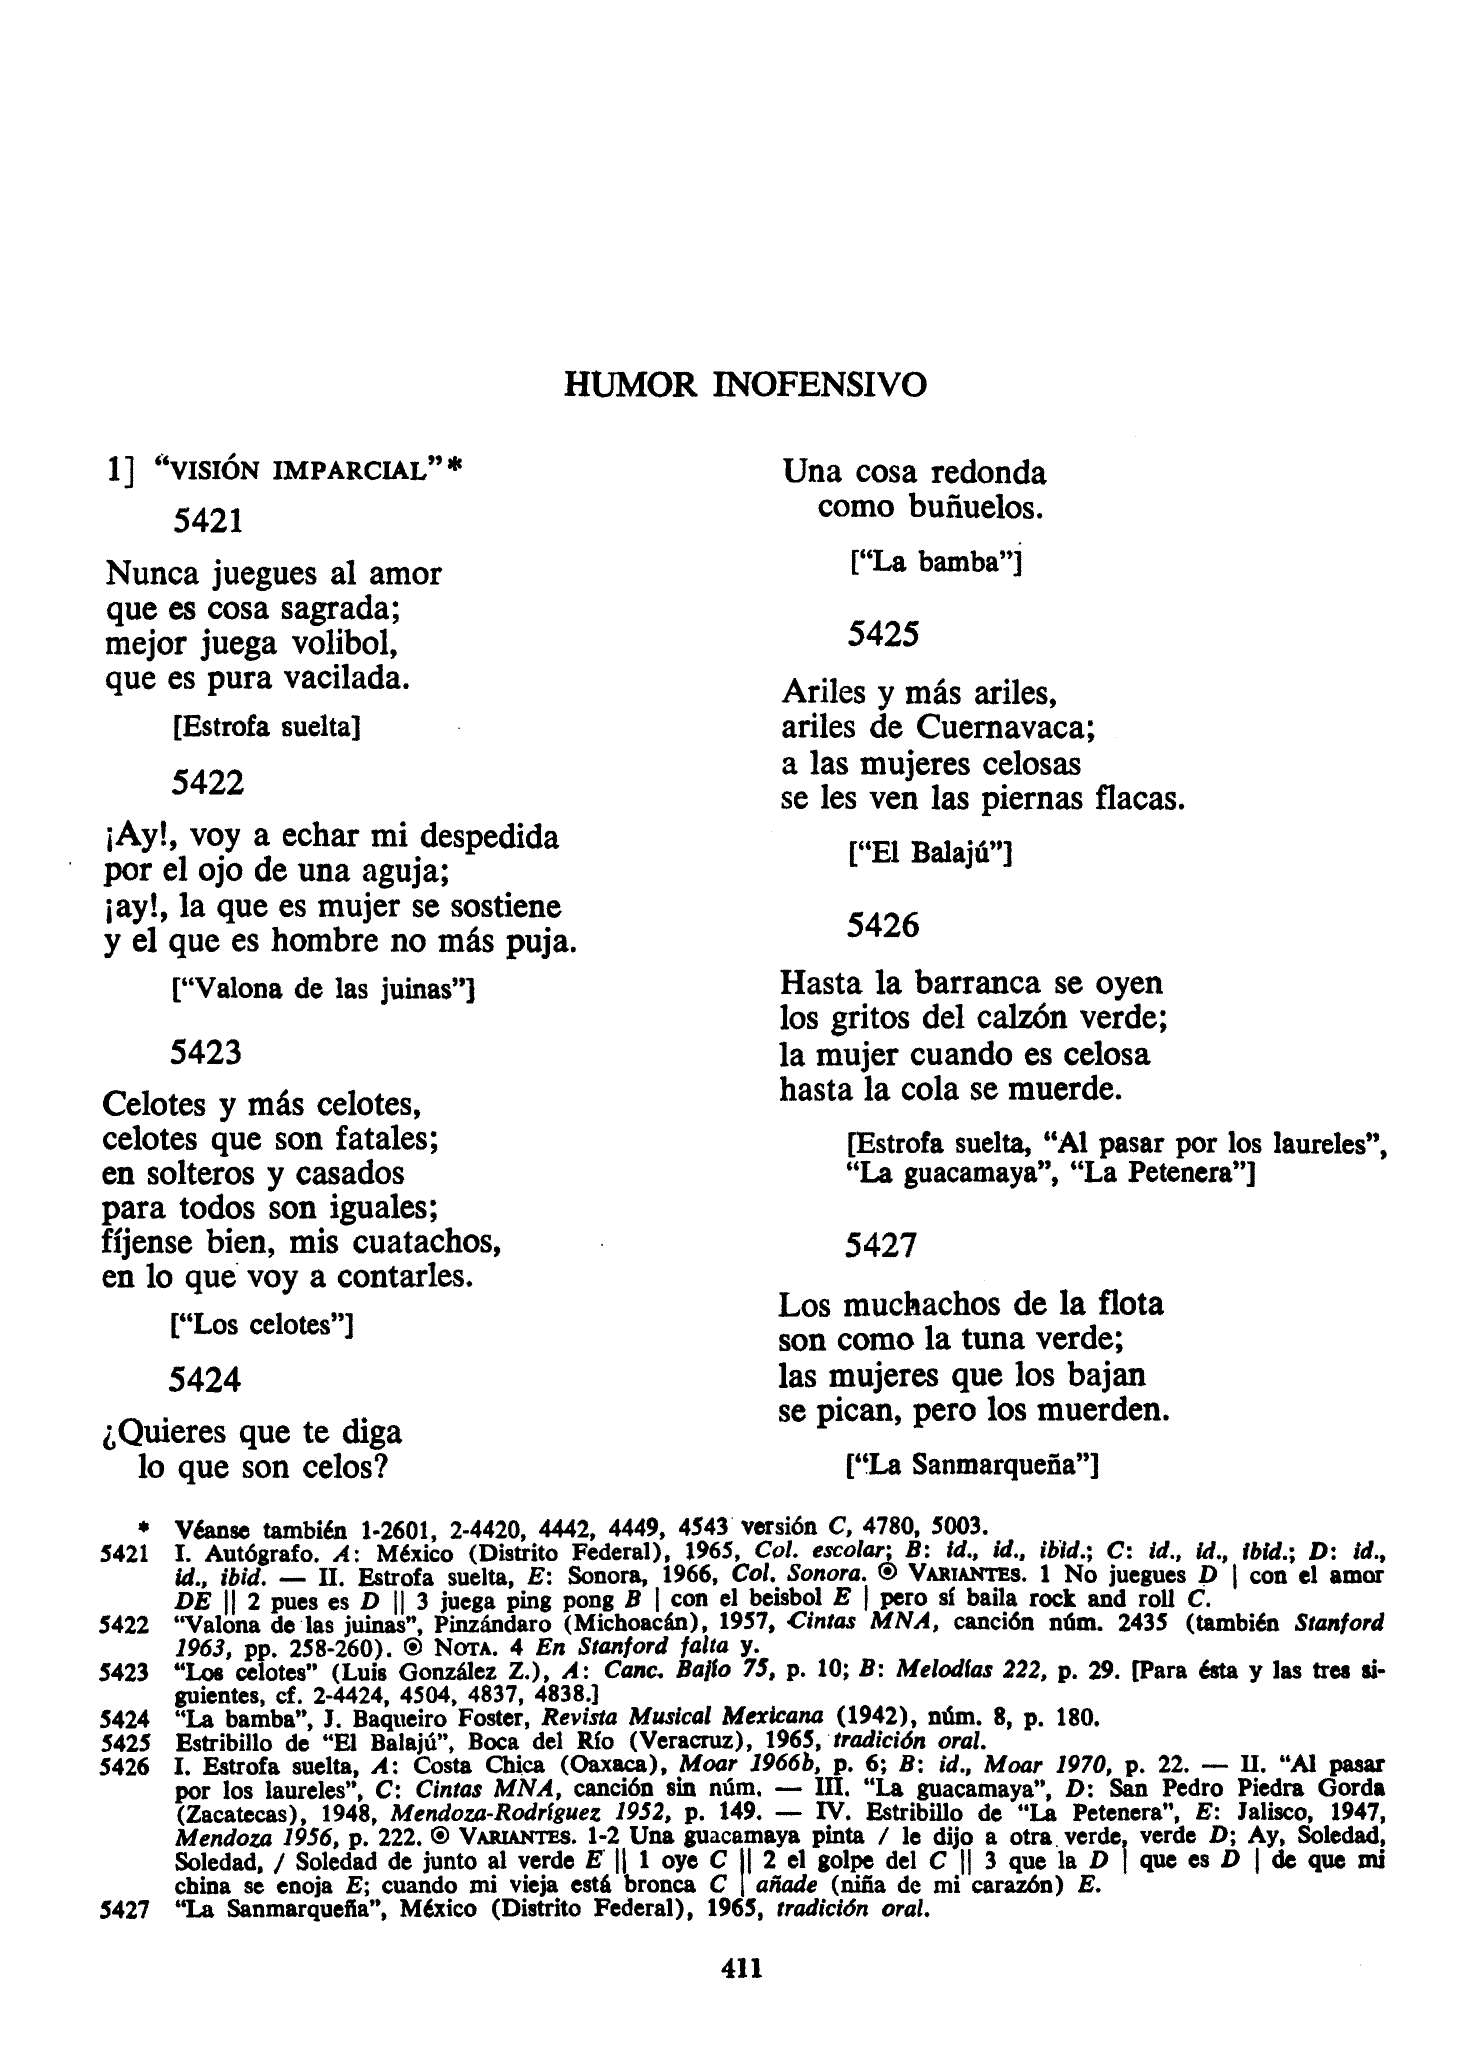 HUMOR INOFENSIVO
1] “VISIÓN IMPARCIAL”*
5421
Nunca juegues al amor
que es cosa sagrada;
mejor juega volibol,
que es pura vacilada.
[Estrofa suelta]
5422
¡Ay!, voy a echar mi despedida
por el ojo de una aguja;
¡ay!, la que es mujer se sostiene
y el que es hombre no más puja.
[“Valona de las juinas”]
5423
Celotes y más celotes,
celotes que son fatales;
en solteros y casados
para todos son iguales;
fíjense bien, mis cuatachos,
en lo que voy a contarles.
[“Los celotes”]
5424
¿Quieres que te diga
lo que son celos?
Una cosa redonda
como buñuelos.
[“La bamba”]
5425
Ariles y más ariles,
ariles de Cuernavaca;
a las mujeres celosas
se les ven las piernas flacas.
[“El Balajú”]
5426
Hasta la barranca se oyen
los gritos del calzón verde;
la mujer cuando es celosa
hasta la cola se muerde.
[Estrofa suelta, “Al pasar por los laureles”,
“La guacamaya”, “La Petenera”]
5427
Los muchachos de la flota
son como la tuna verde;
las mujeres que los bajan
se pican, pero los muerden.
[“La Sanmarqueña”]
* Véanse también 1-2601, 2-4420, 4442, 4449, 4543 versión C, 4780, 5003.
5421 I. Autógrafo. A: México (Distrito Federal), 1965, Col. escolar; B: id., id., ibid.; C: id., id., ibid.; D: id.,
id., ibid. — II. Estrofa suelta, E: Sonora, 1966, Col. Sonora. ® VARIANTES. 1 No juegues D | con el amor
DE || 2 pues es D || 3 juega ping pong B | con el beisbol E | pero sí baila rock and roll C.
5422 “Valona de las juinas”, Pinzándaro (Michoacán), 1957, Cintas MNA, canción núm. 2435 (también Stanford
1963, pp. 258-260). ® NOTA. 4 En Stanford falta y.
5423 “Los celotes” (Luis González Z.), A: Canc. Bajío 75, p. 10; B: Melodías 222, p. 29. [Para ésta y las tres si-
guientes, cf. 2-4424, 4504, 4837, 4838.]
5424 “La bamba”, J. Baqueiro Foster, Revista Musical Mexicana (1942), núm. 8, p. 180.
5425 Estribillo de “El Balajú”, Boca del Río (Veracruz), 1965, tradición oral.
5426 I. Estrofa suelta, A: Costa Chica (Oaxaca), Moar 1966b, p. 6; B: id., Moar 1970, p. 22. — II. “Al pasar
por los laureles”, C: Cintas MNA, canción sin núm. — III. “La guacamaya”, D: San Pedro Piedra Gorda
(Zacatecas), 1948, Mendoza-Rodríguez 1952, p. 149. — IV. Estribillo de “La Petenera”, E: Jalisco, 1947,
Mendoza 1956, p. 222. ® VARIANTES. 1-2 Una guacamaya pinta / le dijo a otra verde, verde D; Ay, Soledad,
Soledad, / Soledad de junto al verde E || 1 oye C || 2 el golpe del C || 3 que la D | que es D | de que mi
china se enoja E; cuando mi vieja está bronca C | añade (niña de mi carazón) E.
5427 “La Sanmarqueña”, México (Distrito Federal), 1965, tradición oral.
411